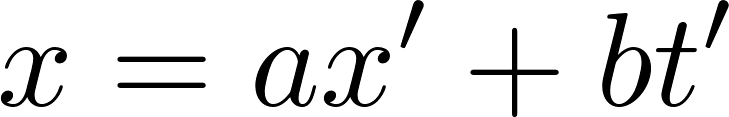 x = ax′ + bt′